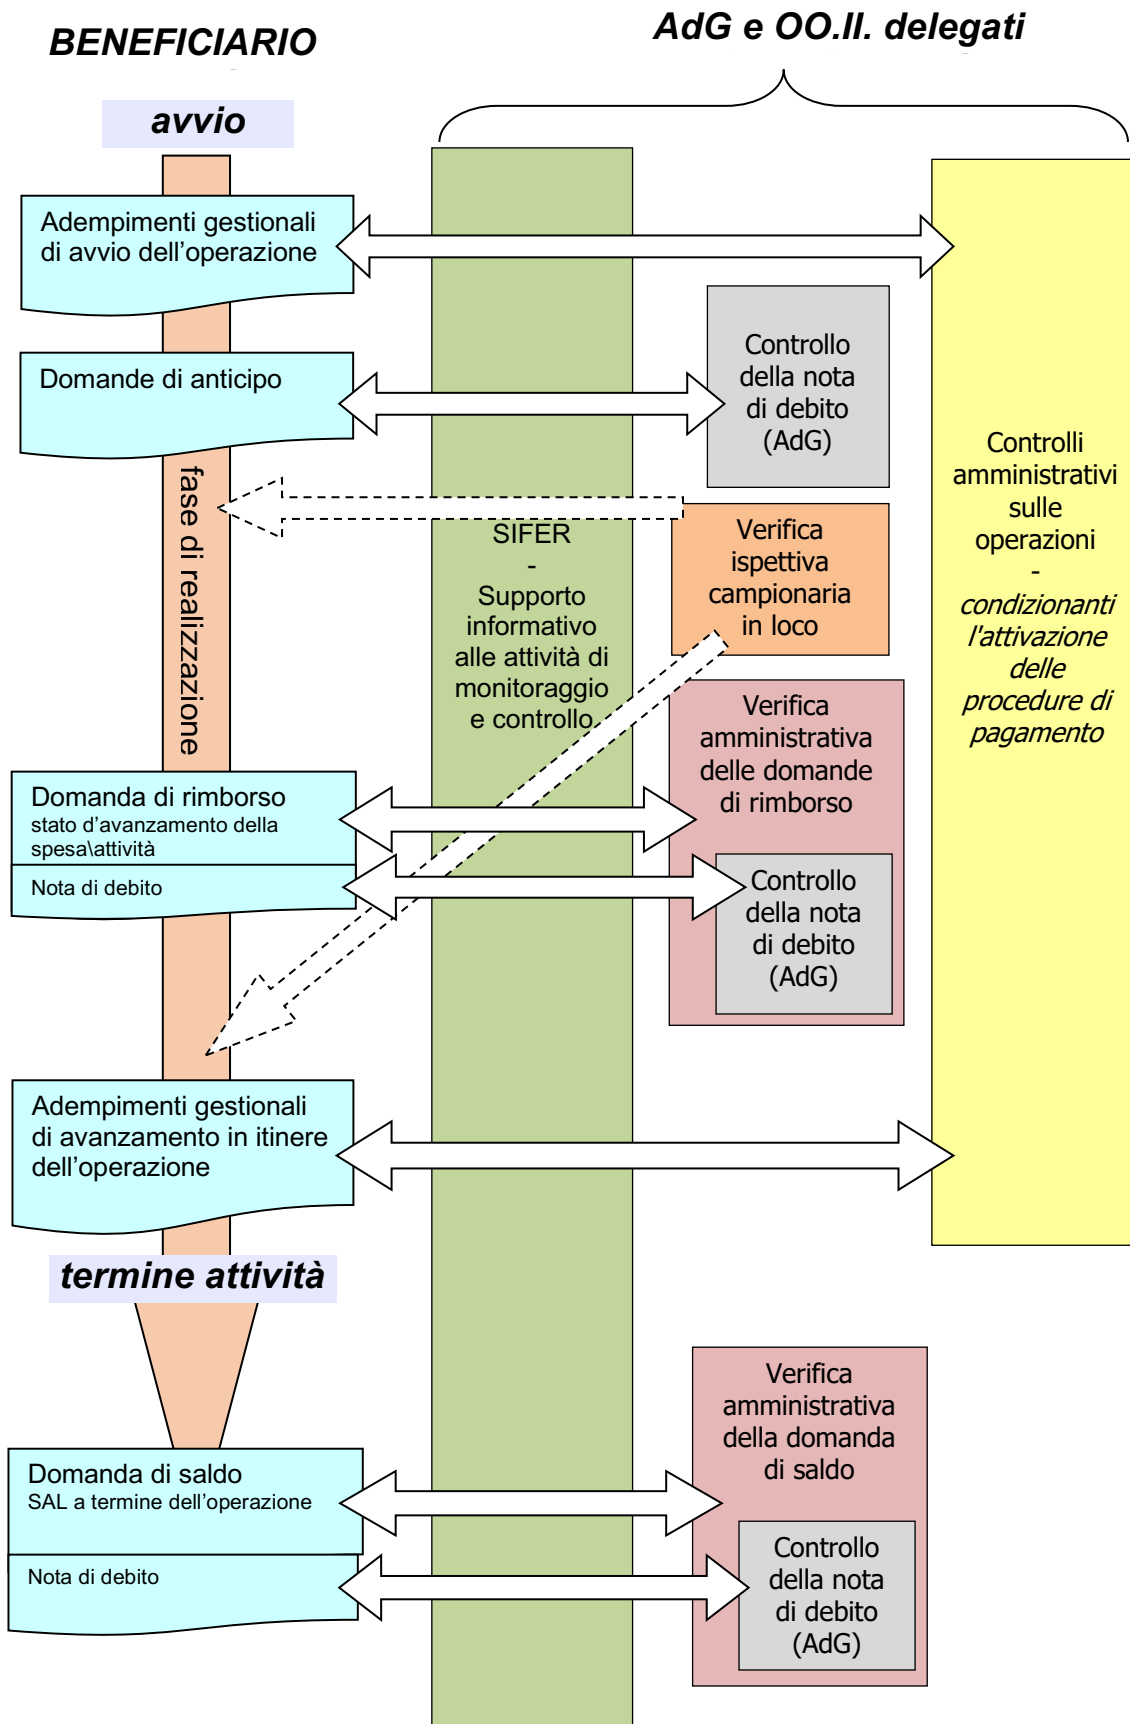 BENEFICIARIO
AdG e OO.II. delegati
avvio
Adempimenti gestionali
di avvio dell'operazione
Domande di anticipo
Controllo
della nota
di debito
(AdG)
fase di realizzazione
SIFER
-
Supporto
informativo
alle attività di
monitoraggio
e controllo
Verifica
ispettiva
campionaria
in loco
Controlli
amministrativi
sulle
operazioni
-
condizionanti
l'attivazione
delle
procedure di
pagamento
Verifica
amministrativa
delle domande
di rimborso
Domanda di rimborso
stato d'avanzamento della
spesa\attività
Nota di debito
Controllo
della nota
di debito
(AdG)
Adempimenti gestionali
di avanzamento in itinere
dell'operazione
termine attività
Verifica
amministrativa
della domanda
di saldo
Domanda di saldo
SAL a termine dell'operazione
Nota di debito
Controllo
della nota
di debito
(AdG)